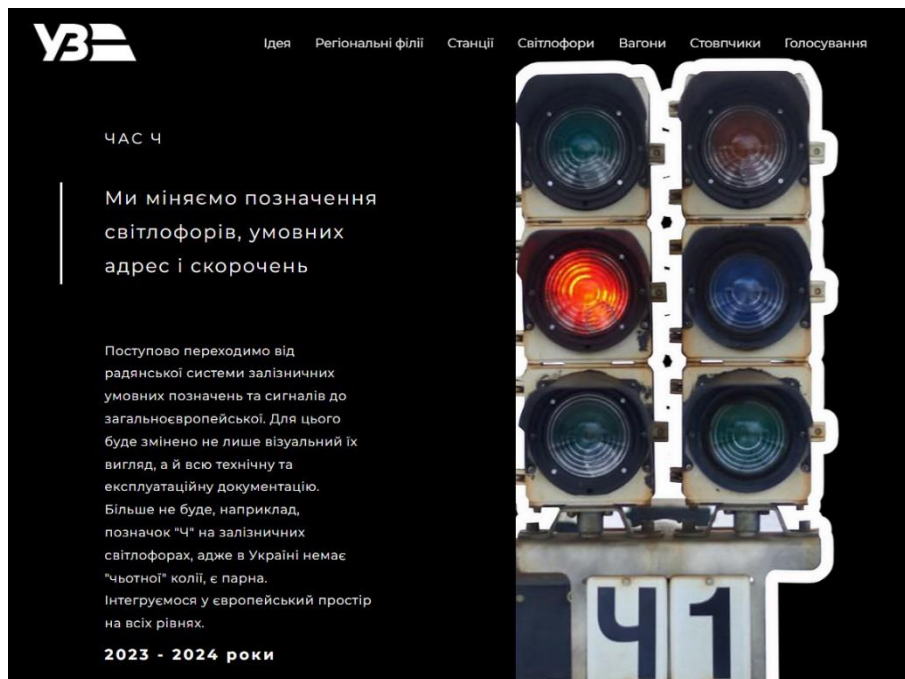 УЗ
Ідея Регіональні філії Станції Світлофори Вагони Стовпчики Голосування
ЧАС Ч
Ми міняємо позначення
світлофорів, умовних
адрес і скорочень
Поступово переходимо від
радянської системи залізничних
умовних позначень та сигналів до
загальноєвропейської. Для цього
буде змінено не лише візуальний їх
вигляд, а й всю технічну та
експлуатаційну документацію.
Більше не буде, наприклад,
позначок "Ч" на залізничних
світлофорах, адже в Україні немає
"чьотної" колії, є парна.
Інтегруємося у європейський простір
на всіх рівнях.
2023 - 2024 роки
Ч1